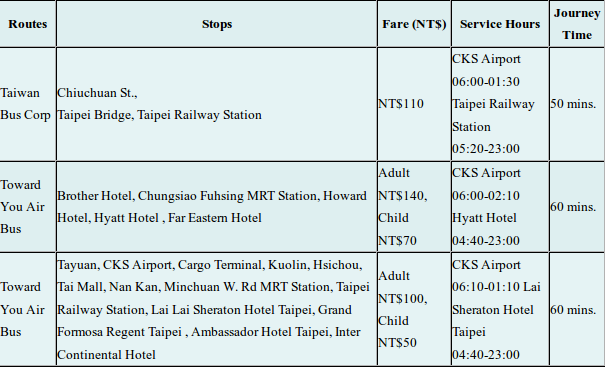 Routes
Stops
Fare (NT$)
Service Hours
Journey
Time
Taiwan
Bus Corp
Chiuchuan St.,
Taipei Bridge, Taipei Railway Station
NT$110
CKS Airport
06:00-01:30
Taipei Railway
Station
05:20-23:00
50 mins.
Toward
You Air
Bus
Brother Hotel, Chungsiao Fuhsing MRT Station, Howard
Hotel, Hyatt Hotel , Far Eastern Hotel
Adult
NT$140,
Child
NT$70
CKS Airport
06:00-02:10
Hyatt Hotel
04:40-23:00
60 mins.
Toward
You Air
Bus
Tayuan, CKS Airport, Cargo Terminal, Kuolin, Hsichou,
Tai Mall, Nan Kan, Minchuan W. Rd MRT Station, Taipei
Railway Station, Lai Lai Sheraton Hotel Taipei, Grand
Formosa Regent Taipei , Ambassador Hotel Taipei, Inter
Continental Hotel
Adult
NT$100,
Child
NT$50
CKS Airport
06:10-01:10 Lai
Sheraton Hotel
Taipei
04:40-23:00
60 mins.